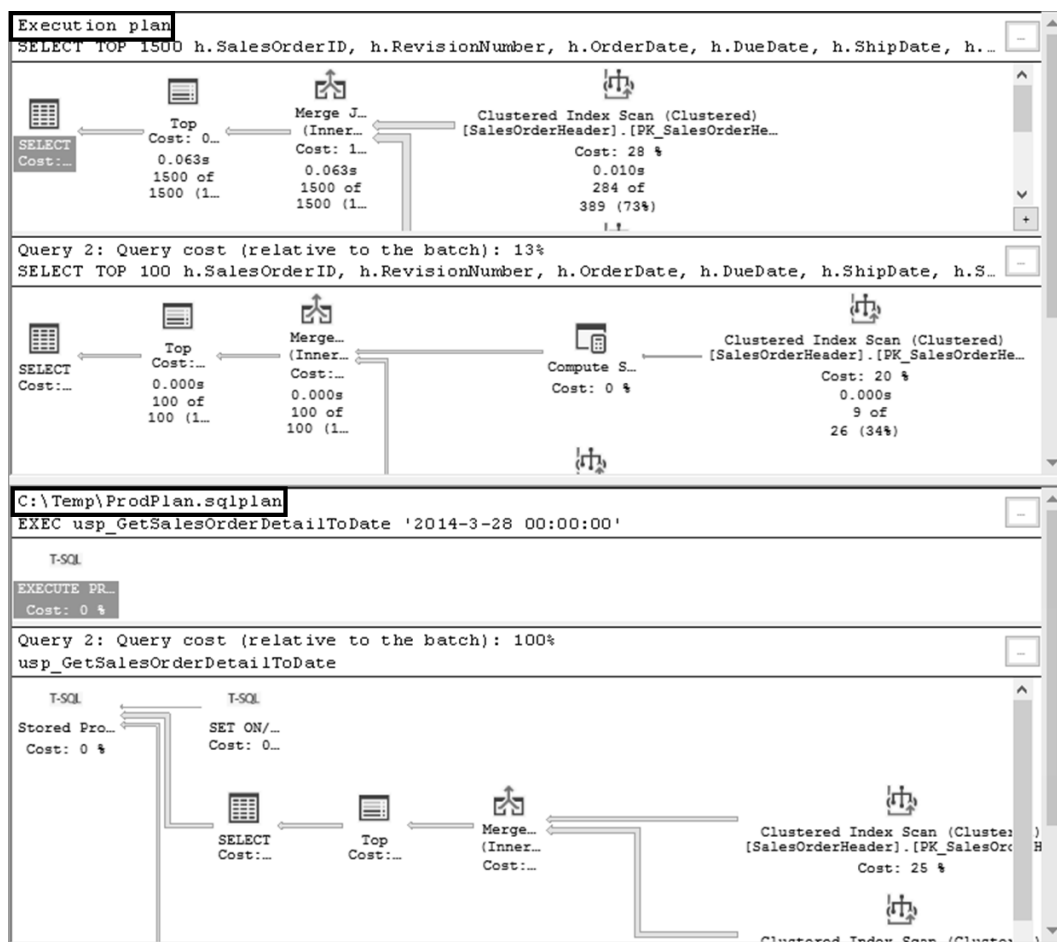 Execution plan
SELECT TOP 1500 h.SalesOrderID, h.RevisionNumber, h.OrderDate, h.DueDate, h.ShipDate, h.…
SELECT
Cost:…
Top
Cost: 0…
0.063s
1500 of
1500 (1…
Merge J…
(Inner…
Cost: 1…
0.063s
1500 of
1500 (1…
Clustered Index Scan (Clustered)
[SalesOrderHeader].[PK_SalesOrderHe…
Cost: 28 %
0.010s
284 of
389 (73%)
Query 2: Query cost (relative to the batch): 13%
SELECT TOP 100 h.SalesOrderID, h.RevisionNumber, h.OrderDate, h.DueDate, h.ShipDate, h.S…
SELECT
Cost:…
Top
Cost:…
0.000s
100 of
100 (1…
Merge…
(Inner…
Cost:…
0.000s
100 of
100 (1…
Compute S…
Cost: 0 %
Clustered Index Scan (Clustered)
[SalesOrderHeader].[PK_SalesOrderHe…
Cost: 20 %
0.000s
9 of
26 (34%)
C:\Temp\ProdPlan.sqlplan
EXEC usp_GetSalesOrderDetailToDate '2014-3-28 00:00:00'
T-SQL
EXECUTE PR…
Cost: 0 %
Query 2: Query cost (relative to the batch): 100%
usp_GetSalesOrderDetailToDate
T-SQL
Stored Pro…
Cost: 0 %
T-SQL
SET ON/…
Cost: 0…
SELECT
Cost:…
Top
Cost:…
Merge…
(Inner…
Cost:…
Clustered Index Scan (Cluster )
[SalesOrderHeader].[PK_SalesOrd H
Cost: 25 %
Clustered Index Scan (Cluster )